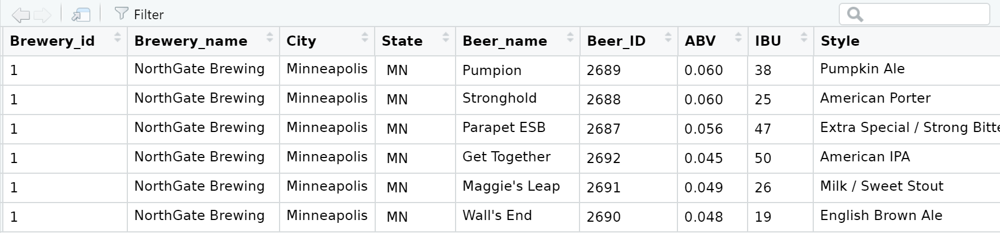 Filter
Brewery_id Brewery_name City State Beer_name Beer_ID ABV IBU Style
1 NorthGate Brewing Minneapolis MN Pumpion 2689 0.060 38 Pumpkin Ale
1 NorthGate Brewing Minneapolis MN Stronghold 2688 0.060 25 American Porter
1 NorthGate Brewing Minneapolis MN Parapet ESB 2687 0.056 47 Extra Special / Strong Bitte
1 NorthGate Brewing Minneapolis MN Get Together 2692 0.045 50 American IPA
1 NorthGate Brewing Minneapolis MN Maggie's Leap 2691 0.049 26 Milk / Sweet Stout
1 NorthGate Brewing Minneapolis MN Wall's End 2690 0.048 19 English Brown Ale